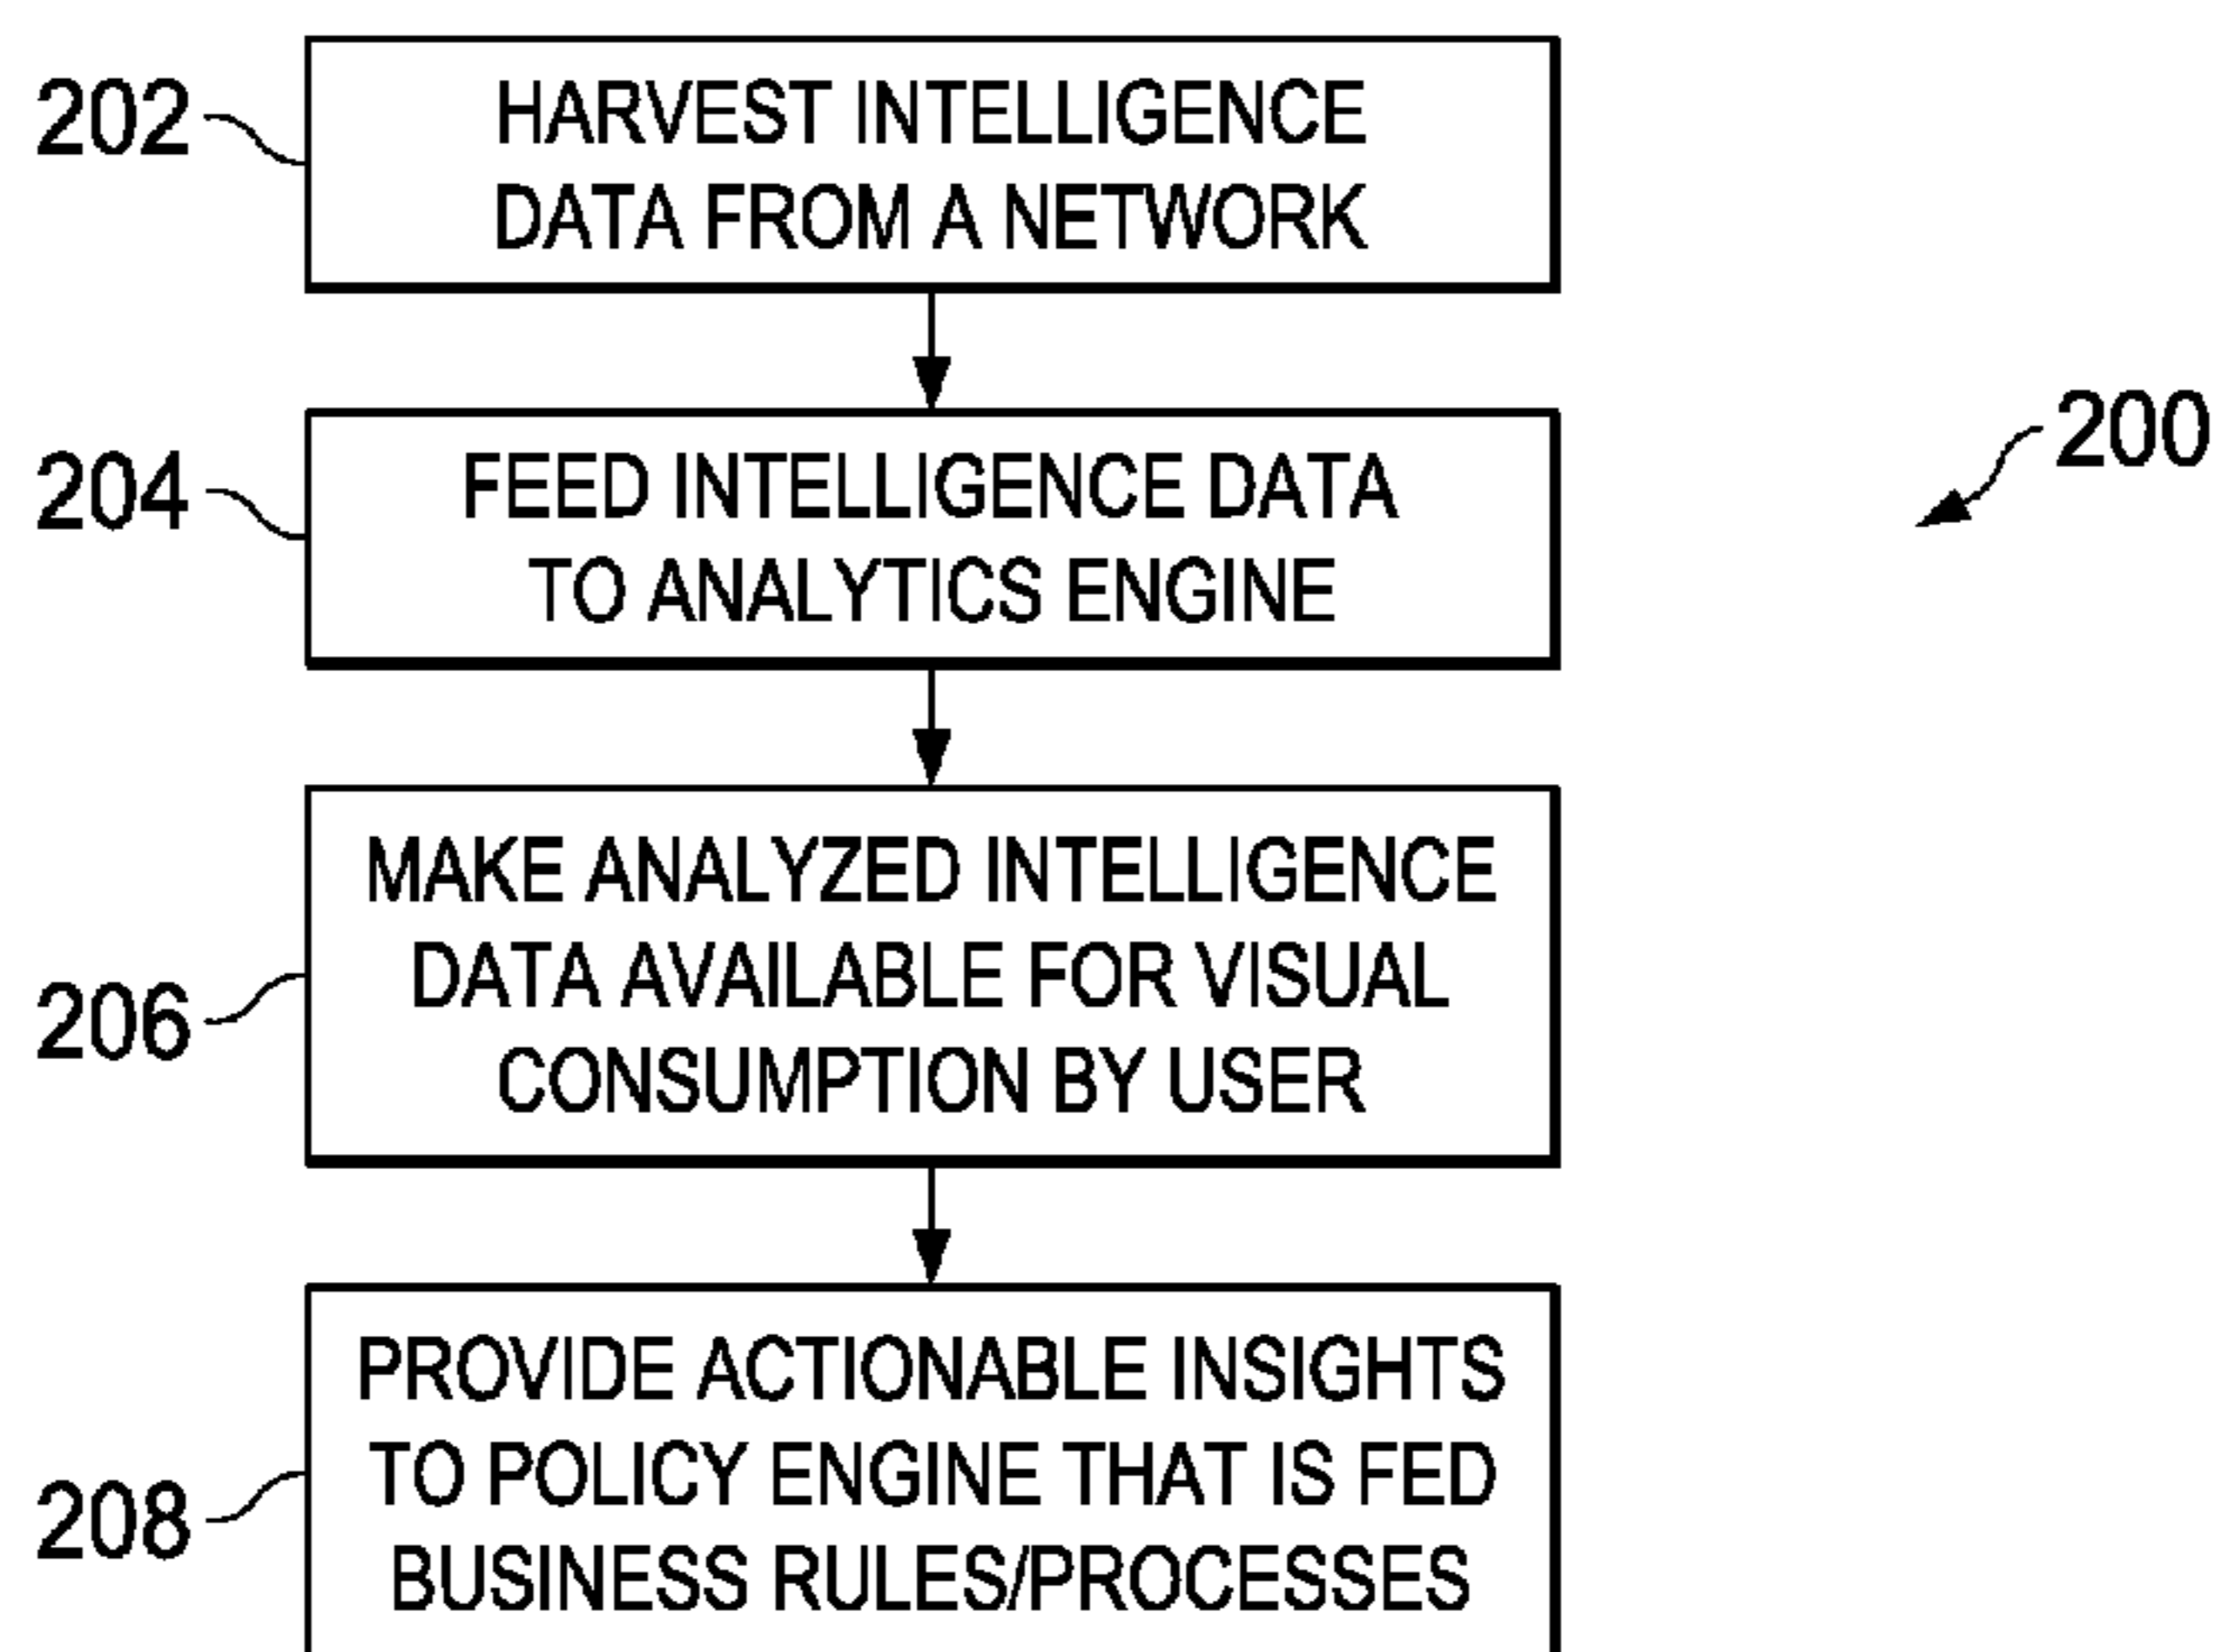 202
HARVEST INTELLIGENCE
DATA FROM A NETWORK
204
FEED INTELLIGENCE DATA
TO ANALYTICS ENGINE
200
206
MAKE ANALYZED INTELLIGENCE
DATA AVAILABLE FOR VISUAL
CONSUMPTION BY USER
208
PROVIDE ACTIONABLE INSIGHTS
TO POLICY ENGINE THAT IS FED
BUSINESS RULES/PROCESSES